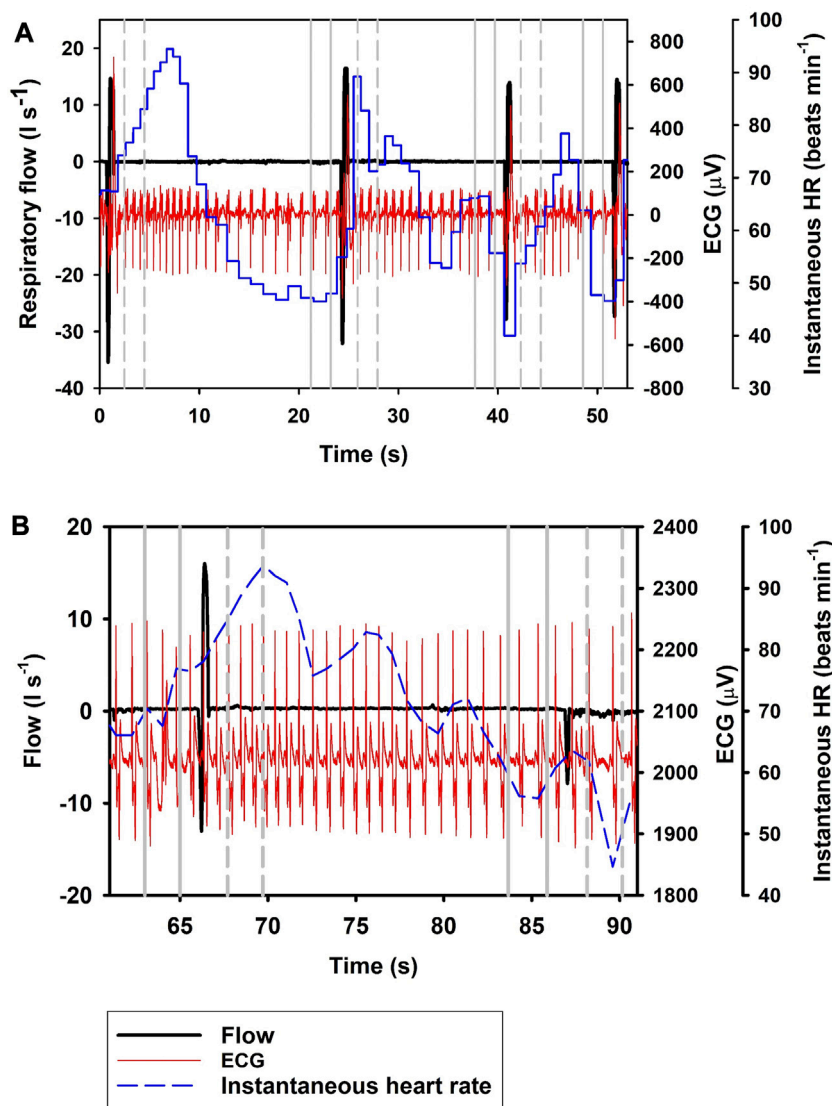 A
Respiratory flow (l s-1)
20
10
0
-10
-20
-30
-40
0 10 20 30 40 50
Time (s)
800
600
400
200
0
-200
-400
-600
-800
ECG (μV)
100
90
80
70
60
50
40
30
Instantaneous HR (beats min-1)
B
Flow (l s-1)
20
10
0
-10
-20
65 70 75 80 85 90
Time (s)
2400
2300
2200
2100
2000
1900
1800
ECG (μV)
100
90
80
70
60
50
40
Instantaneous HR (beats min-1)
Flow
ECG
Instantaneous heart rate